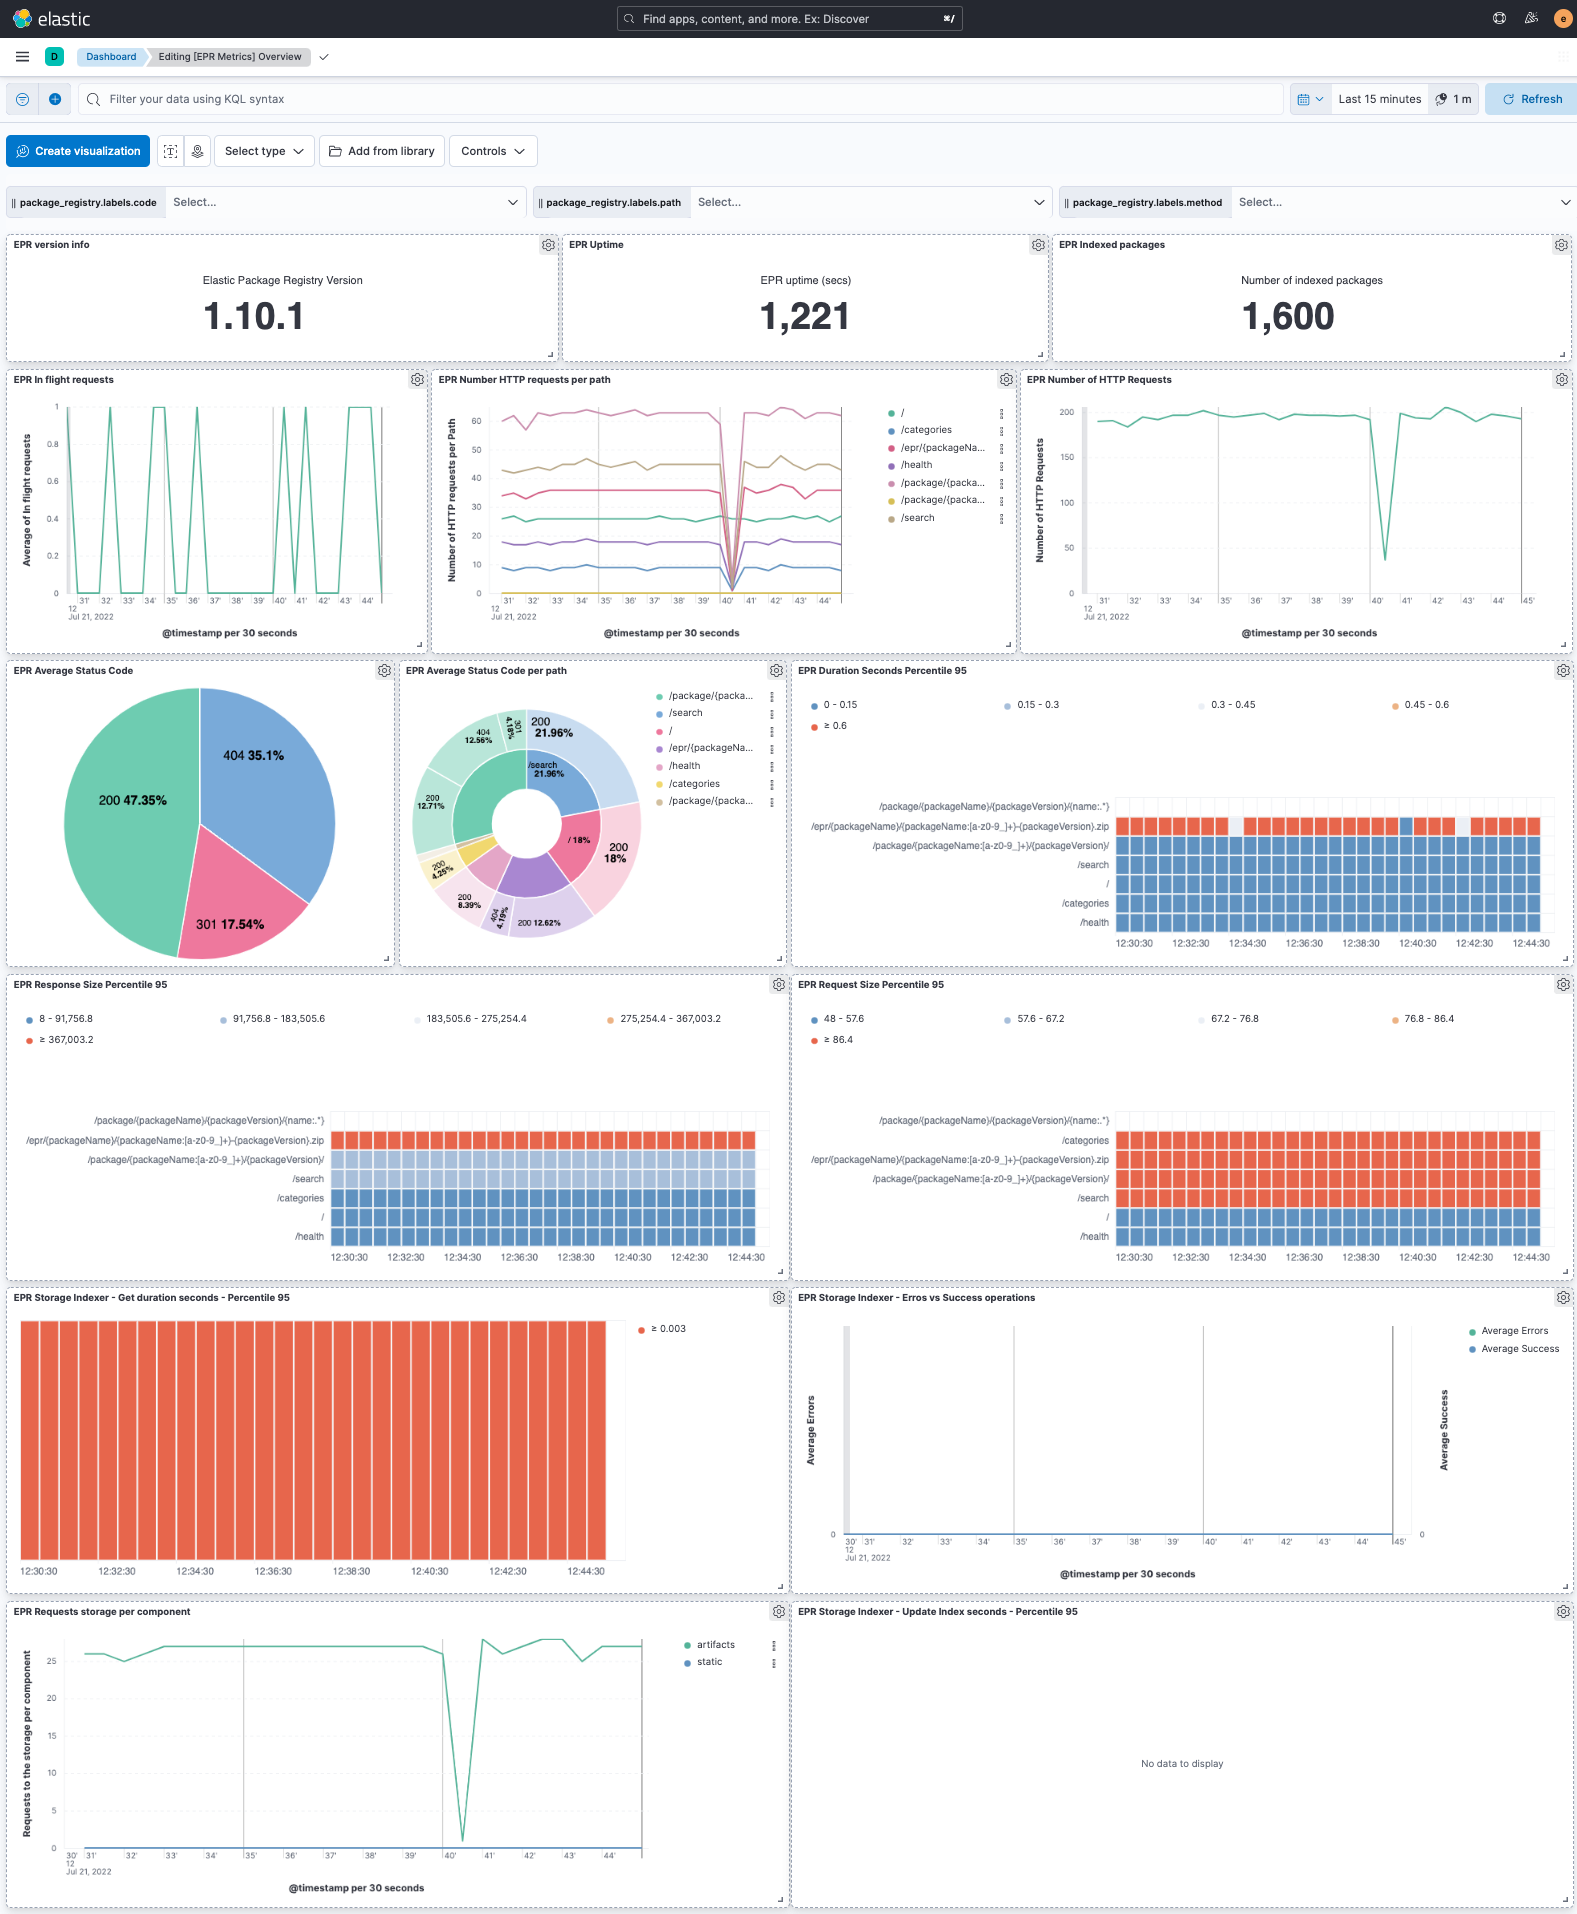 elastic
Find apps, content, and more. Ex: Discover
⌘/
e
D
Dashboard
Editing [EPR Metrics] Overview
Filter your data using KQL syntax
Last 15 minutes
1 m
Refresh
Create visualization
Select type
Add from library
Controls
package_registry.labels.code
Select...
package_registry.labels.path
Select...
package_registry.labels.method
Select...
EPR version info
Elastic Package Registry Version
1.10.1
EPR Uptime
EPR uptime (secs)
1,221
EPR Indexed packages
Number of indexed packages
1,600
EPR In flight requests
Average of In flight requests
1
0.8
0.6
0.4
0.2
0
31' 32' 33' 34' 35' 36' 37' 38' 39' 40' 41' 42' 43' 44'
12
Jul 21, 2022
@timestamp per 30 seconds
EPR Number HTTP requests per path
Number of HTTP requests per Path
60
50
40
30
20
10
0
31' 32' 33' 34' 35' 36' 37' 38' 39' 40' 41' 42' 43' 44'
12
Jul 21, 2022
@timestamp per 30 seconds
/
/categories
/epr/{packageNa...
/health
/package/{packa...
/package/{packa...
/search
EPR Number of HTTP Requests
Number of HTTP Requests
200
150
100
50
0
31' 32' 33' 34' 35' 36' 37' 38' 39' 40' 41' 42' 43' 44' 45'
12
Jul 21, 2022
@timestamp per 30 seconds
EPR Average Status Code
404 35.1%
200 47.35%
301 17.54%
EPR Average Status Code per path
200
21.96%
/search
21.96%
/ 18%
200
18%
200 12.62%
404
4.19%
200
8.39%
200
4.25%
200
12.71%
404
12.56%
301
4.18%
/package/{packa...
/search
/
/epr/{packageNa...
/health
/categories
/package/{packa...
EPR Duration Seconds Percentile 95
0 - 0.15
0.15 - 0.3
0.3 - 0.45
0.45 - 0.6
≥ 0.6
/package/{packageName}/{packageVersion}/{name:.*}
/epr/{packageName}/{packageName:[a-z0-9_]+}-{packageVersion}.zip
/package/{packageName:[a-z0-9_]+}/{packageVersion}/
/search
/
/categories
/health
12:30:30 12:32:30 12:34:30 12:36:30 12:38:30 12:40:30 12:42:30 12:44:30
EPR Response Size Percentile 95
8 - 91,756.8
91,756.8 - 183,505.6
183,505.6 - 275,254.4
275,254.4 - 367,003.2
≥ 367,003.2
/package/{packageName}/{packageVersion}/{name:.*}
/epr/{packageName}/{packageName:[a-z0-9_]+}-{packageVersion}.zip
/package/{packageName:[a-z0-9_]+}/{packageVersion}/
/search
/categories
/
/health
12:30:30 12:32:30 12:34:30 12:36:30 12:38:30 12:40:30 12:42:30 12:44:30
EPR Request Size Percentile 95
48 - 57.6
57.6 - 67.2
67.2 - 76.8
76.8 - 86.4
≥ 86.4
/package/{packageName}/{packageVersion}/{name:.*}
/categories
/epr/{packageName}/{packageName:[a-z0-9_]+}-{packageVersion}.zip
/package/{packageName:[a-z0-9_]+}/{packageVersion}/
/search
/
/health
12:30:30 12:32:30 12:34:30 12:36:30 12:38:30 12:40:30 12:42:30 12:44:30
EPR Storage Indexer - Get duration seconds - Percentile 95
≥ 0.003
12:30:30 12:32:30 12:34:30 12:36:30 12:38:30 12:40:30 12:42:30 12:44:30
EPR Storage Indexer - Erros vs Success operations
Average Errors
0
30' 31' 32' 33' 34' 35' 36' 37' 38' 39' 40' 41' 42' 43' 44' 45'
12
Jul 21, 2022
@timestamp per 30 seconds
0
Average Success
Average Errors
Average Success
EPR Requests storage per component
Requests to the storage per component
25
20
15
10
5
0
30' 31' 32' 33' 34' 35' 36' 37' 38' 39' 40' 41' 42' 43' 44'
12
Jul 21, 2022
@timestamp per 30 seconds
artifacts
static
EPR Storage Indexer - Update Index seconds - Percentile 95
No data to display